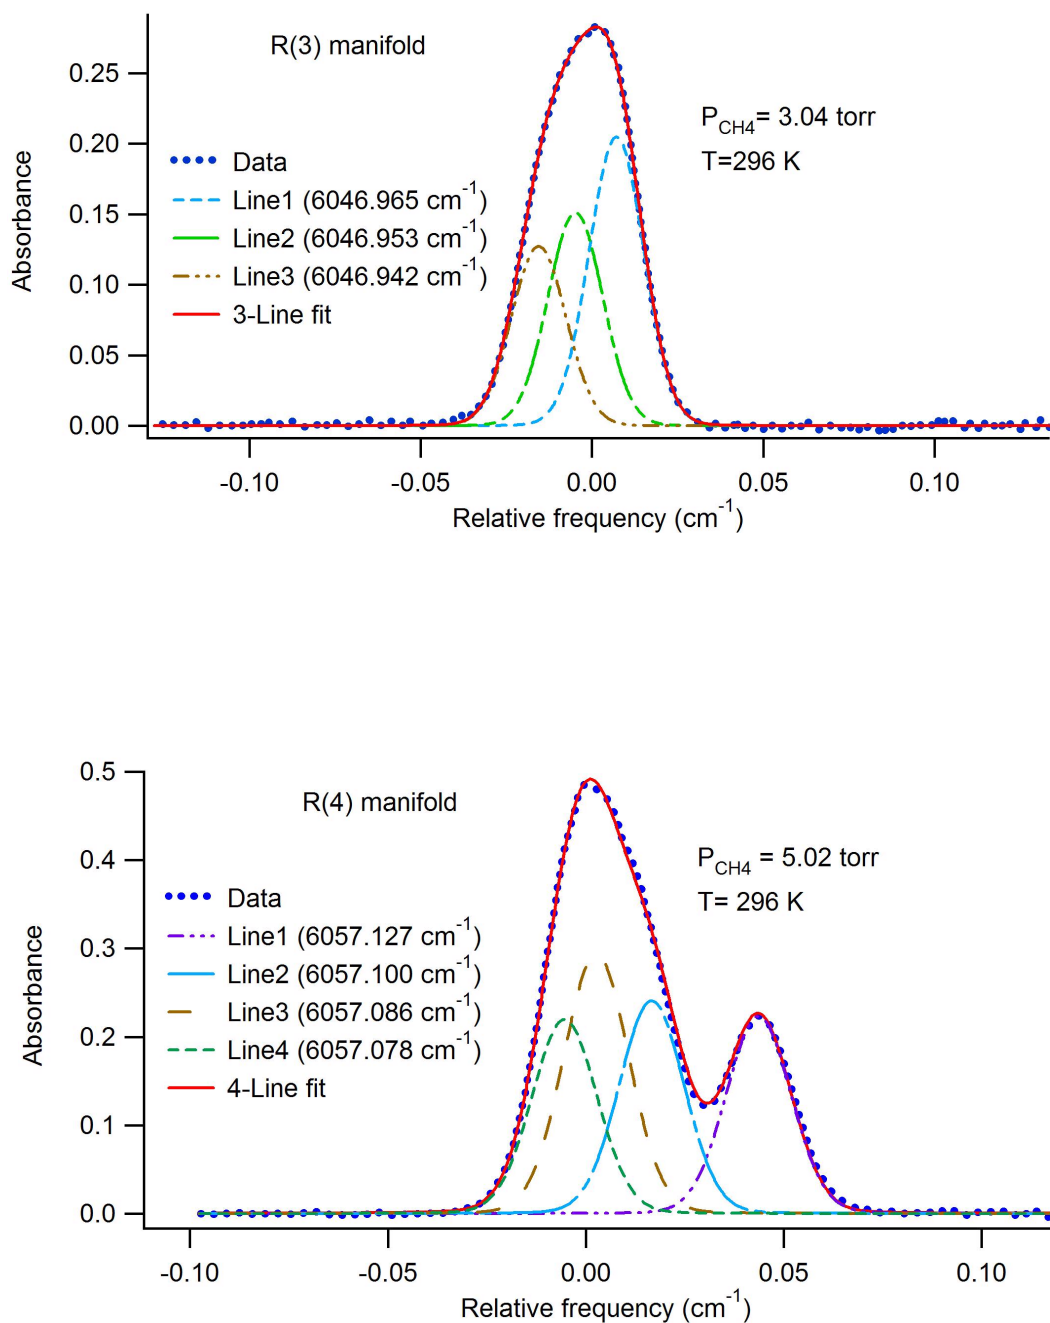 R(3) manifold
P_CH4 = 3.04 torr
T=296 K
Data
Line1 (6046.965 cm⁻¹)
Line2 (6046.953 cm⁻¹)
Line3 (6046.942 cm⁻¹)
3-Line fit
Absorbance
0.25
0.20
0.15
0.10
0.05
0.00
-0.10 -0.05 0.00 0.05 0.10
Relative frequency (cm⁻¹)
R(4) manifold
P_CH4 = 5.02 torr
T= 296 K
Data
Line1 (6057.127 cm⁻¹)
Line2 (6057.100 cm⁻¹)
Line3 (6057.086 cm⁻¹)
Line4 (6057.078 cm⁻¹)
4-Line fit
Absorbance
0.5
0.4
0.3
0.2
0.1
0.0
-0.10 -0.05 0.00 0.05 0.10
Relative frequency (cm⁻¹)